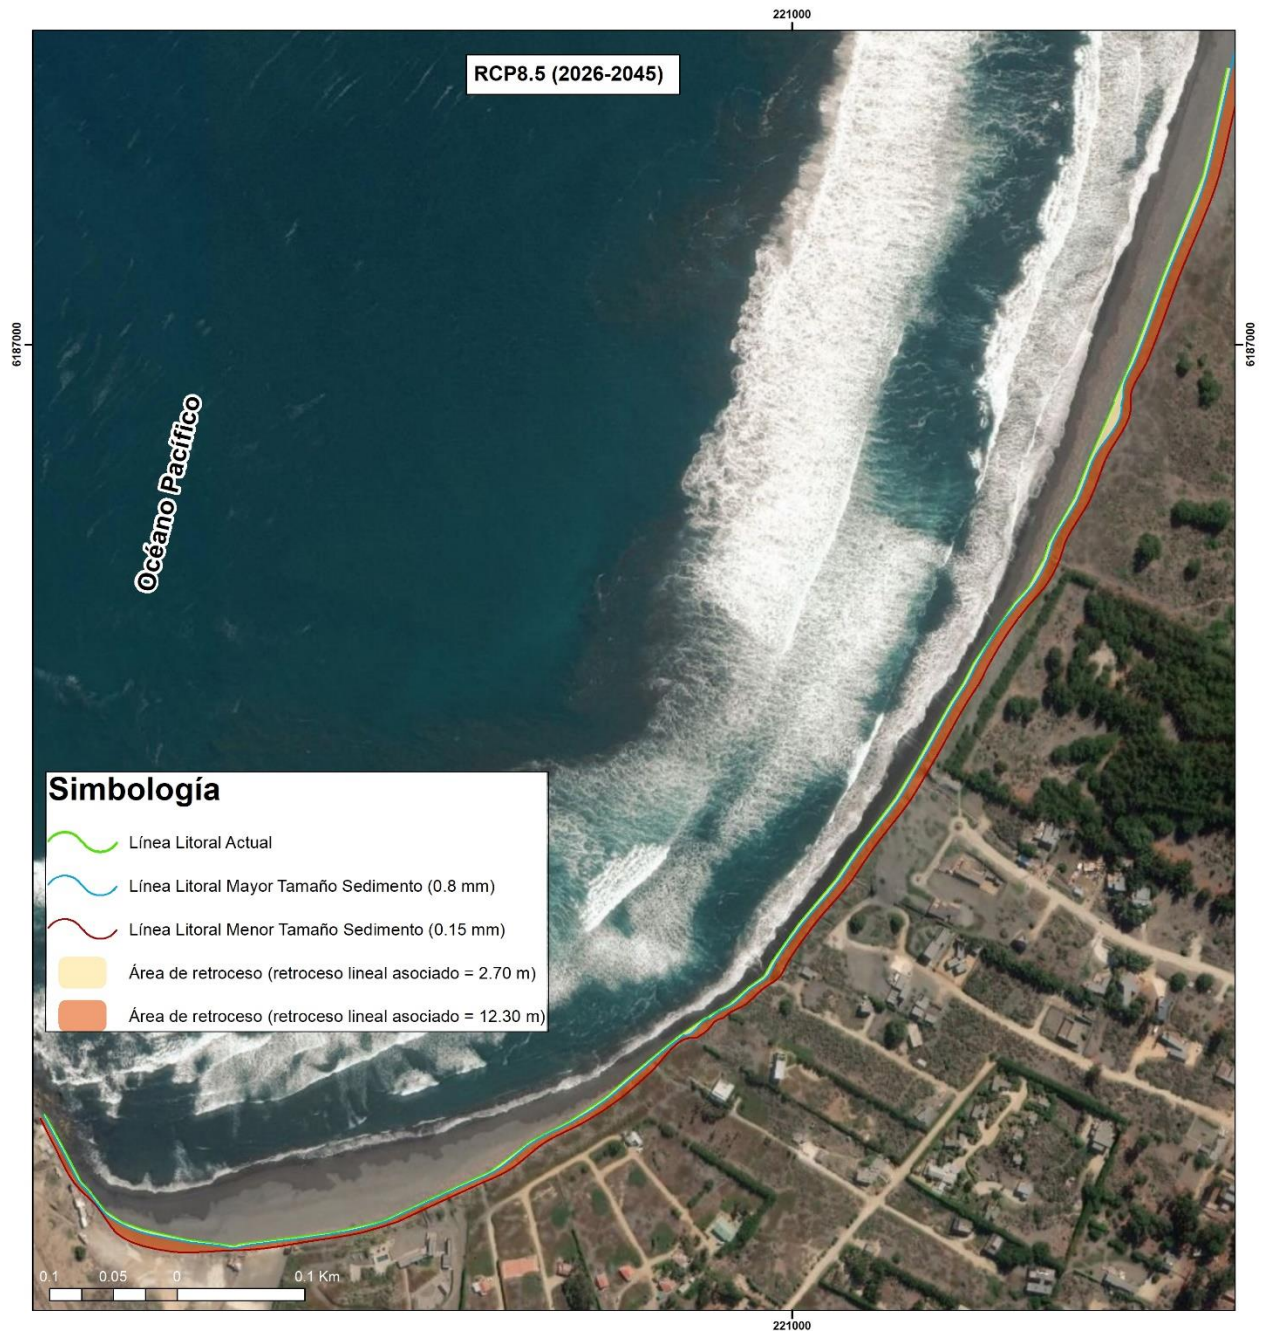 221000
RCP8.5 (2026-2045)
6187000
6187000
Océano Pacífico
Simbología
Línea Litoral Actual
Línea Litoral Mayor Tamaño Sedimento (0.8 mm)
Línea Litoral Menor Tamaño Sedimento (0.15 mm)
Área de retroceso (retroceso lineal asociado = 2.70 m)
Área de retroceso (retroceso lineal asociado = 12.30 m)
0.1 0.05 0 0.1 Km
221000